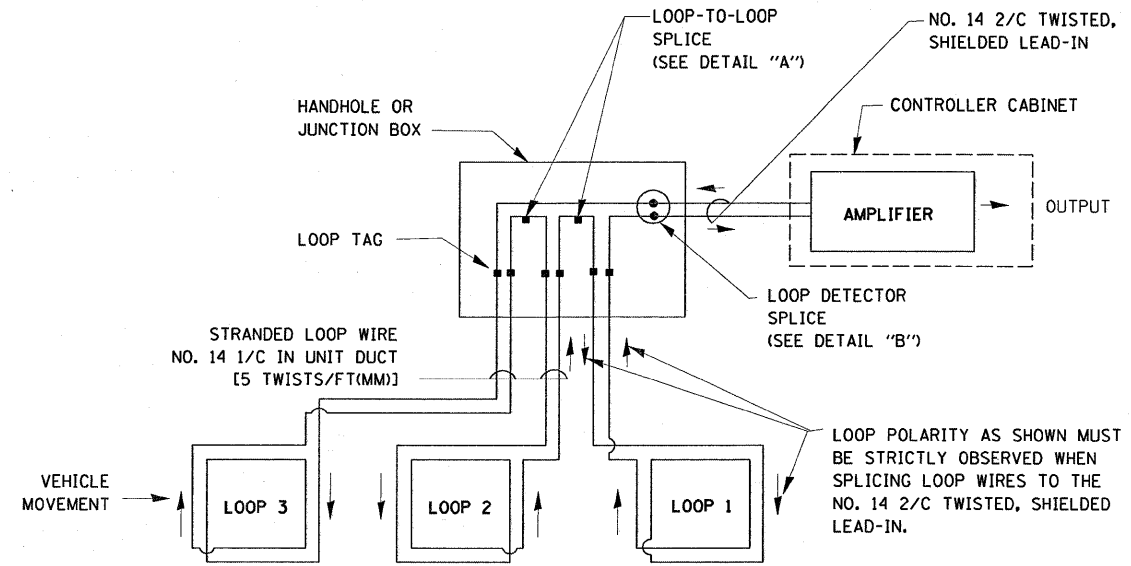 LOOP-TO-LOOP
SPLICE
(SEE DETAIL "A")
NO. 14 2/C TWISTED,
SHIELDED LEAD-IN
HANDHOLE OR
JUNCTION BOX
CONTROLLER CABINET
AMPLIFIER
OUTPUT
LOOP TAG
LOOP DETECTOR
SPLICE
(SEE DETAIL "B")
STRANDED LOOP WIRE
NO. 14 1/C IN UNIT DUCT
[5 TWISTS/FT(MM)]
LOOP POLARITY AS SHOWN MUST
BE STRICTLY OBSERVED WHEN
SPLICING LOOP WIRES TO THE
NO. 14 2/C TWISTED, SHIELDED
LEAD-IN.
VEHICLE
MOVEMENT
LOOP 3
LOOP 2
LOOP 1